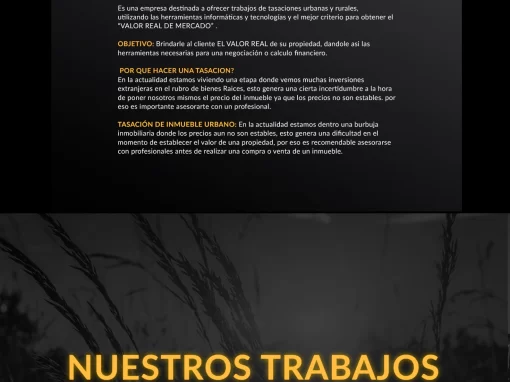 Es una empresa destinada a ofrecer trabajos de tasaciones urbanas y rurales,
utilizando las herramientas informáticas y tecnologías y el mejor criterio para obtener el
"VALOR REAL DE MERCADO" .
OBJETIVO: Brindarle al cliente EL VALOR REAL de su propiedad, dandole asi las
herramientas necesarias para una negociación o calculo financiero.
POR QUE HACER UNA TASACION?
En la actualidad estamos viviendo una etapa donde vemos muchas inversiones
extranjeras en el rubro de bienes Raices, esto genera una cierta incertidumbre a la hora
de poner nosotros mismos el precio del inmueble ya que los precios no son estables. por
eso es importante asesorarte con un profesional.
TASACIÓN DE INMUEBLE URBANO: En la actualidad estamos dentro una burbuja
inmobiliaria donde los precios aun no son estables, esto genera una dificultad en el
momento de establecer el valor de una propiedad, por eso es recomendable asesorarse
con profesionales antes de realizar una compra o venta de un inmueble.
NUESTROS TRABAJOS